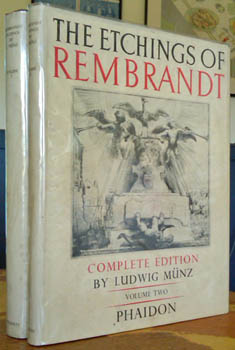 THE ETCHINGS OF
REMBRANDT
COMPLETE EDITION
BY LUDWIG MÜNZ
VOLUME TWO
PHAIDON